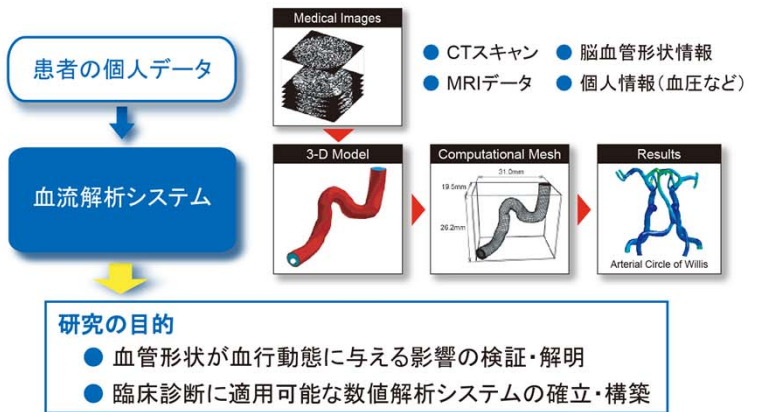 Medical Images
患者の個人データ
● CTスキャン ● 脳血管形状情報
● MRIデータ ● 個人情報(血圧など)
血流解析システム
3-D Model
Computational Mesh
31.0mm
19.5mm
26.2mm
Results
Arterial Circle of Willis
研究の目的
● 血管形状が血行動態に与える影響の検証・解明
● 臨床診断に適用可能な数値解析システムの確立・構築